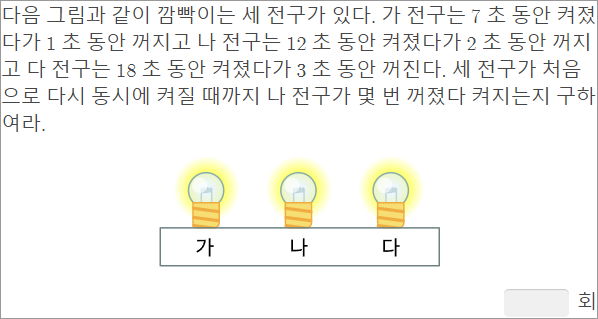 다음 그림과 같이 깜빡이는 세 전구가 있다. 가 전구는 7 초 동안 켜졌
다가 1 초 동안 꺼지고 나 전구는 12 초 동안 켜졌다가 2 초 동안 꺼지
고 다 전구는 18 초 동안 켜졌다가 3 초 동안 꺼진다. 세 전구가 처음
으로 다시 동시에 켜질 때까지 나 전구가 몇 번 꺼졌다 켜지는지 구하
여라.
가 나 다
회